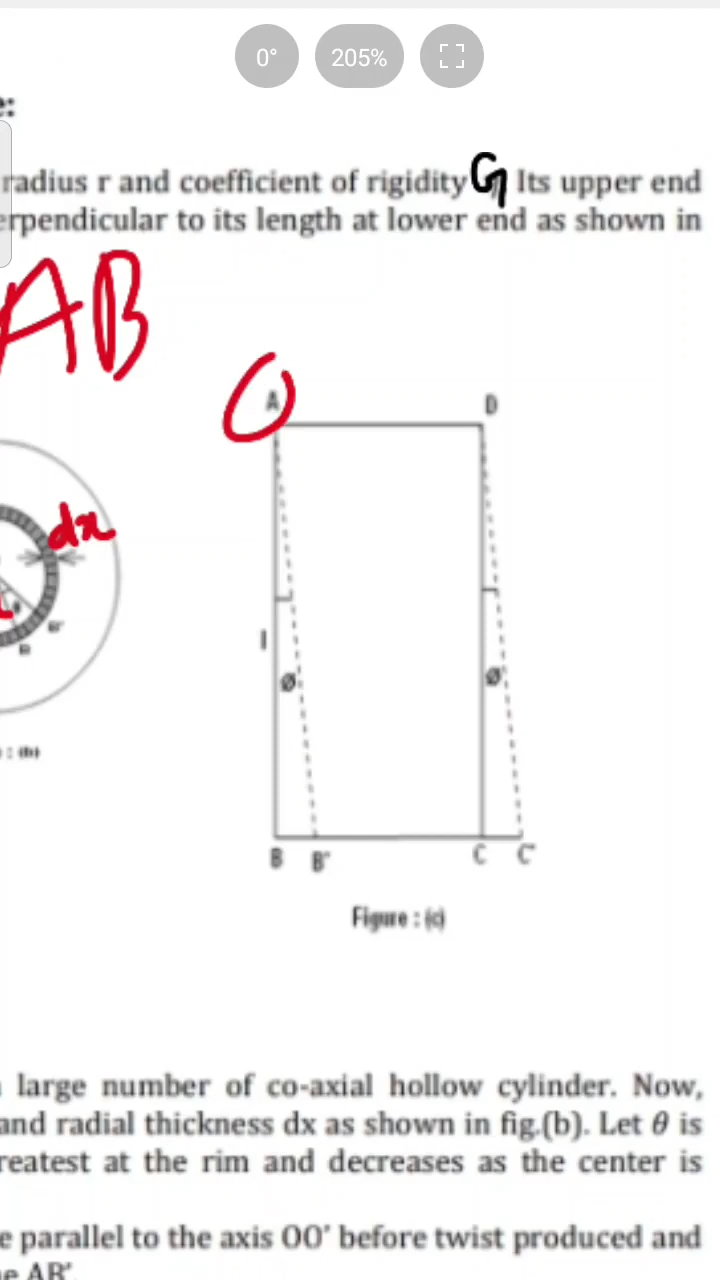 0°
205%
e:
radius r and coefficient of rigidity G Its upper end
erpendicular to its length at lower end as shown in
AB
A
D
dx
l
Ø
Ø
B'
B
: (b)
B
B'
C
C'
Figure : (c)
large number of co-axial hollow cylinder. Now,
and radial thickness dx as shown in fig.(b). Let θ is
reatest at the rim and decreases as the center is
e parallel to the axis OO' before twist produced and
e AB'.